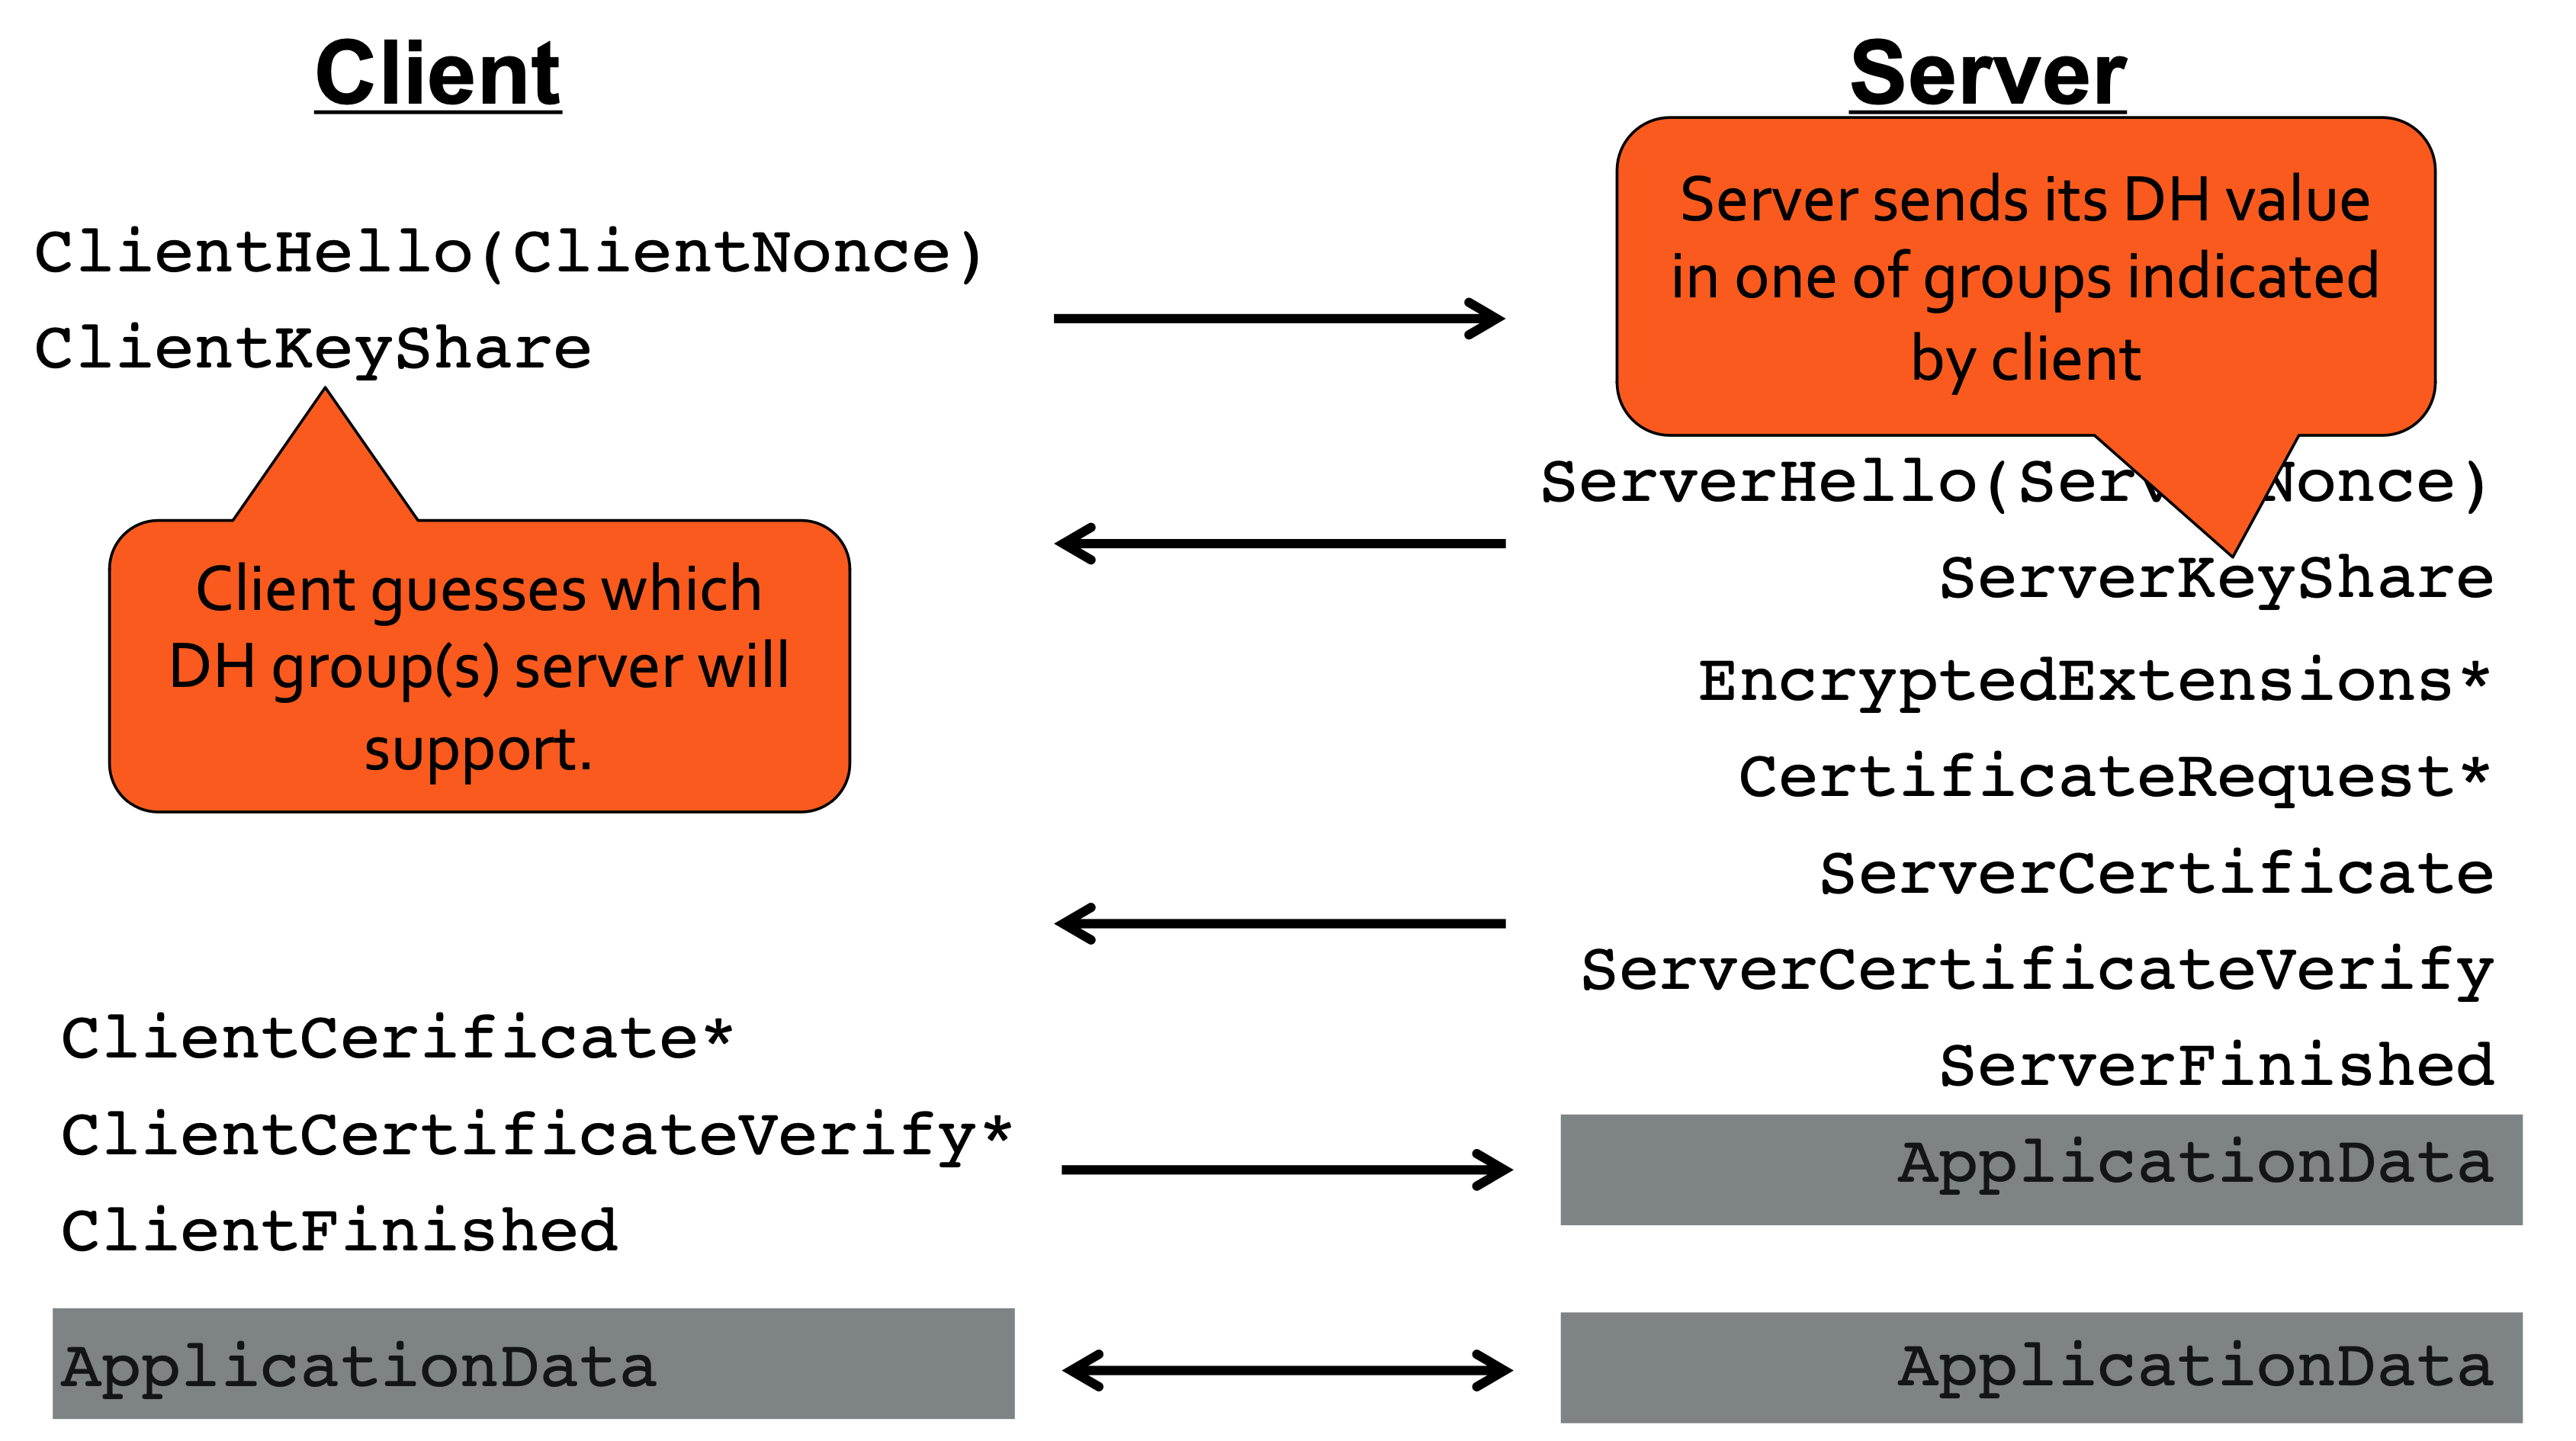 Client
Server
ClientHello(ClientNonce)
ClientKeyShare
Server sends its DH value
in one of groups indicated
by client
Client guesses which
DH group(s) server will
support.
ServerHello(Ser Nonce)
ServerKeyShare
EncryptedExtensions*
CertificateRequest*
ServerCertificate
ServerCertificateVerify
ServerFinished
ApplicationData
ClientCerificate*
ClientCertificateVerify*
ClientFinished
ApplicationData
ApplicationData